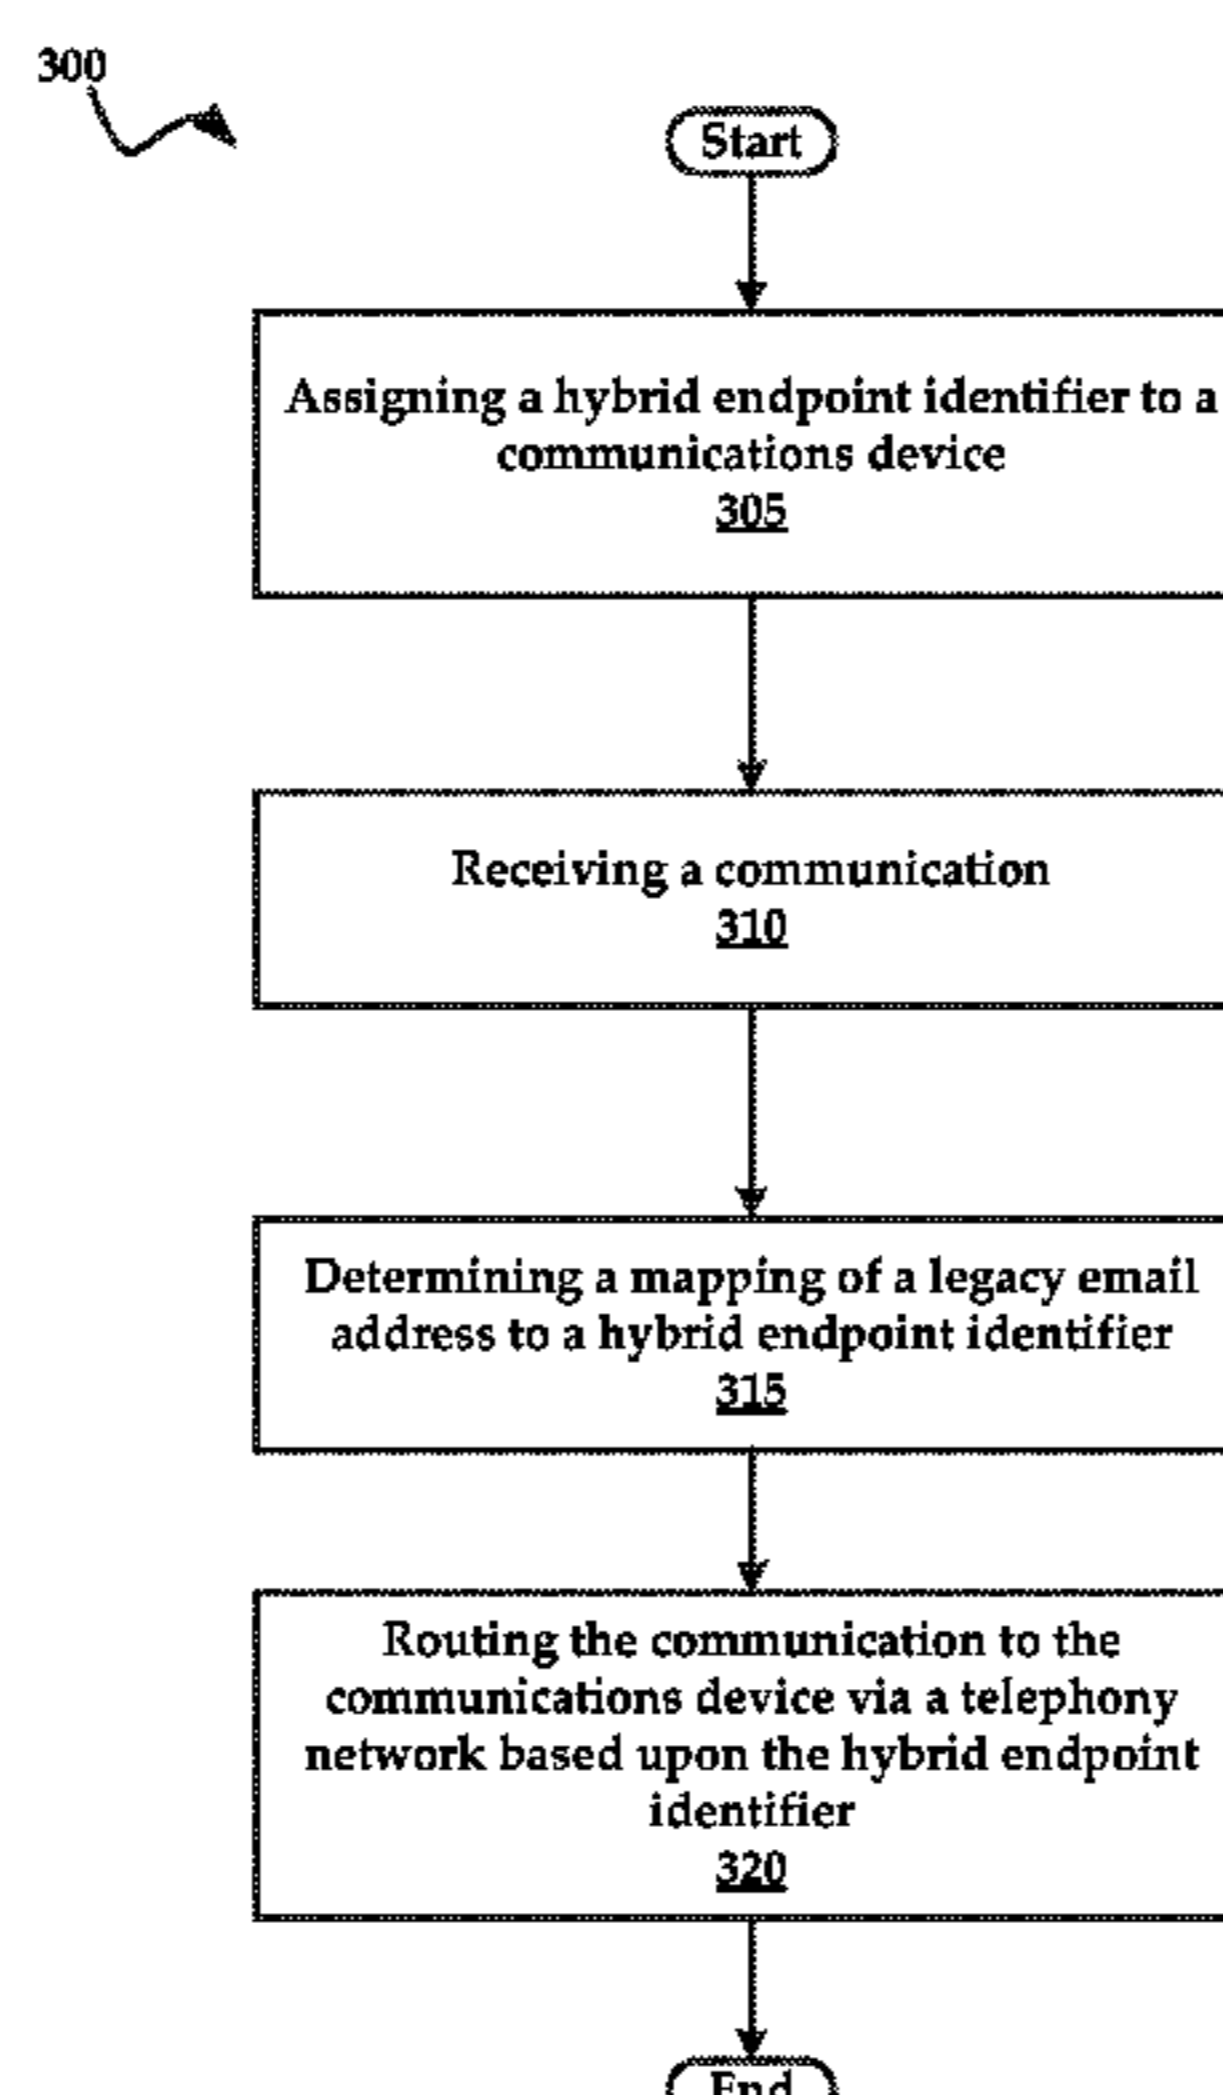 300
Start
Assigning a hybrid endpoint identifier to a
communications device
305
Receiving a communication
310
Determining a mapping of a legacy email
address to a hybrid endpoint identifier
315
Routing the communication to the
communications device via a telephony
network based upon the hybrid endpoint
identifier
320
End